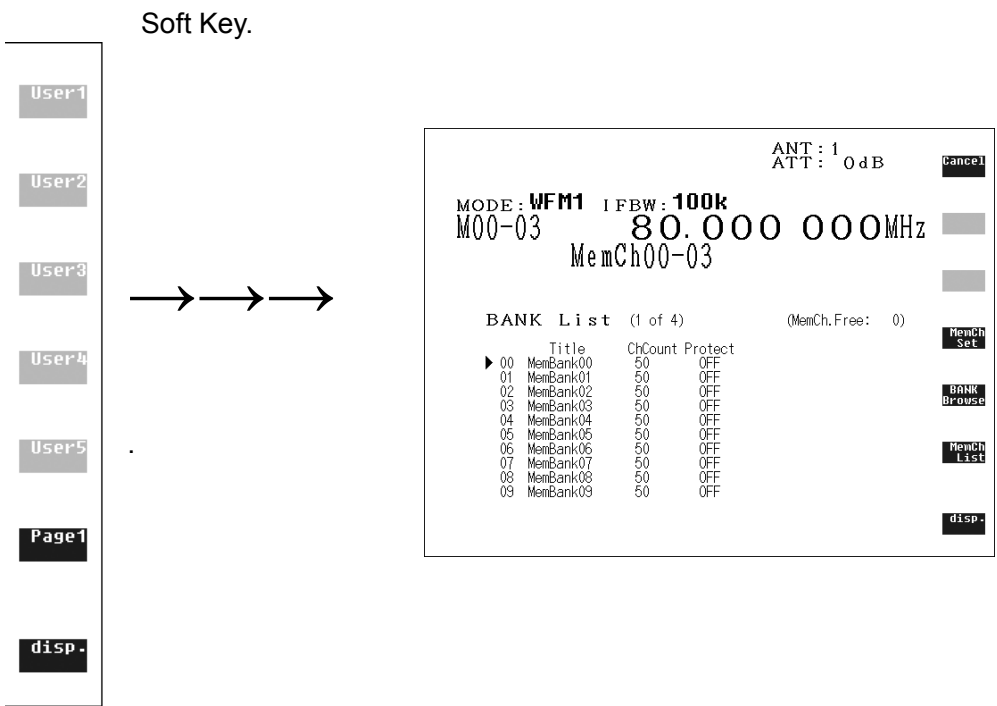 Soft Key.
User1
User2
User3
User4
User5
.
Page1
disp.
ANT:1
ATT: 0dB
MODE:WFM1 IFBW:100k
M00-03 80.000 000MHz
MemCh00-03
BANK List (1 of 4) (MemCh.Free: 0)
Title ChCount Protect
00 MemBank00 50 OFF
01 MemBank01 50 OFF
02 MemBank02 50 OFF
03 MemBank03 50 OFF
04 MemBank04 50 OFF
05 MemBank05 50 OFF
06 MemBank06 50 OFF
07 MemBank07 50 OFF
08 MemBank08 50 OFF
09 MemBank09 50 OFF
Cancel
MemCh
Set
BANK
Browse
MemCh
List
disp.